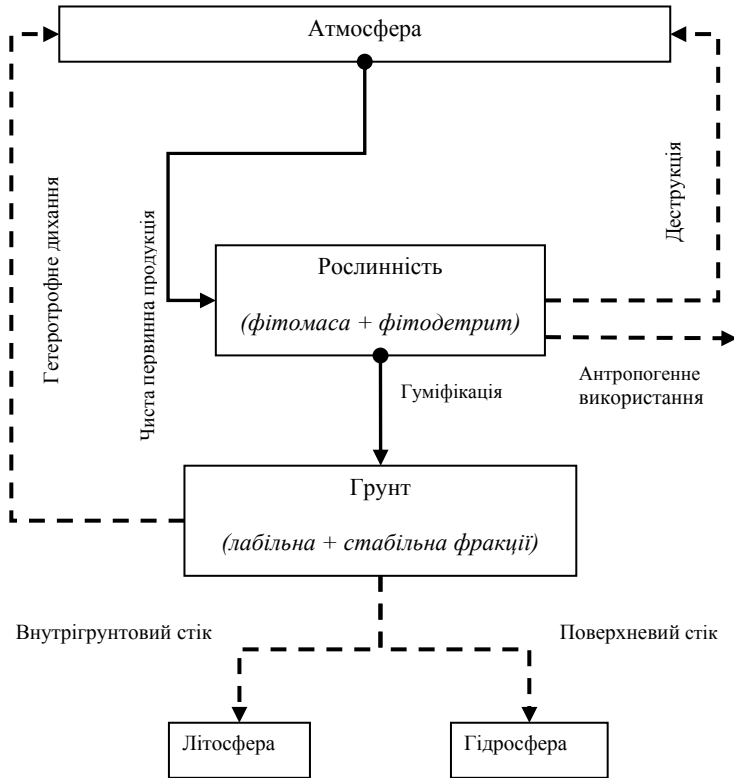 Атмосфера
Гетеротрофне дихання
Чиста первинна продукція
Деструкція
Рослинність
(фітомаса + фітодетрит)
Антропогенне
використання
Гуміфікація
Грунт
(лабільна + стабільна фракції)
Внутрігрунтовий стік
Поверхневий стік
Літосфера
Гідросфера